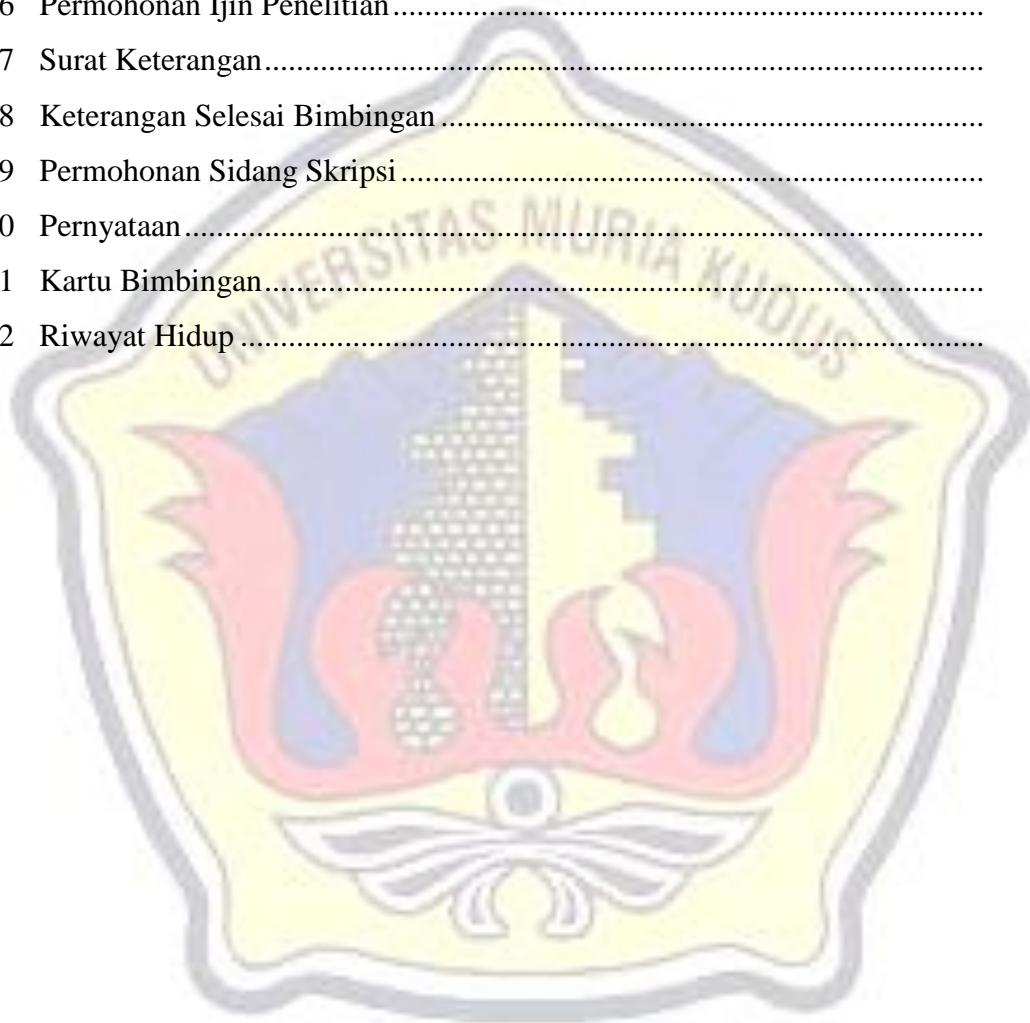 6 Permohonan Ijin Penelitian........................................................................
7 Surat Keterangan........................................................................................
8 Keterangan Selesai Bimbingan ..................................................................
9 Permohonan Sidang Skripsi.......................................................................
0 Pernyataan..................................................................................................
1 Kartu Bimbingan........................................................................................
2 Riwayat Hidup ...........................................................................................
UNIVERSITAS MURIA KUDUS